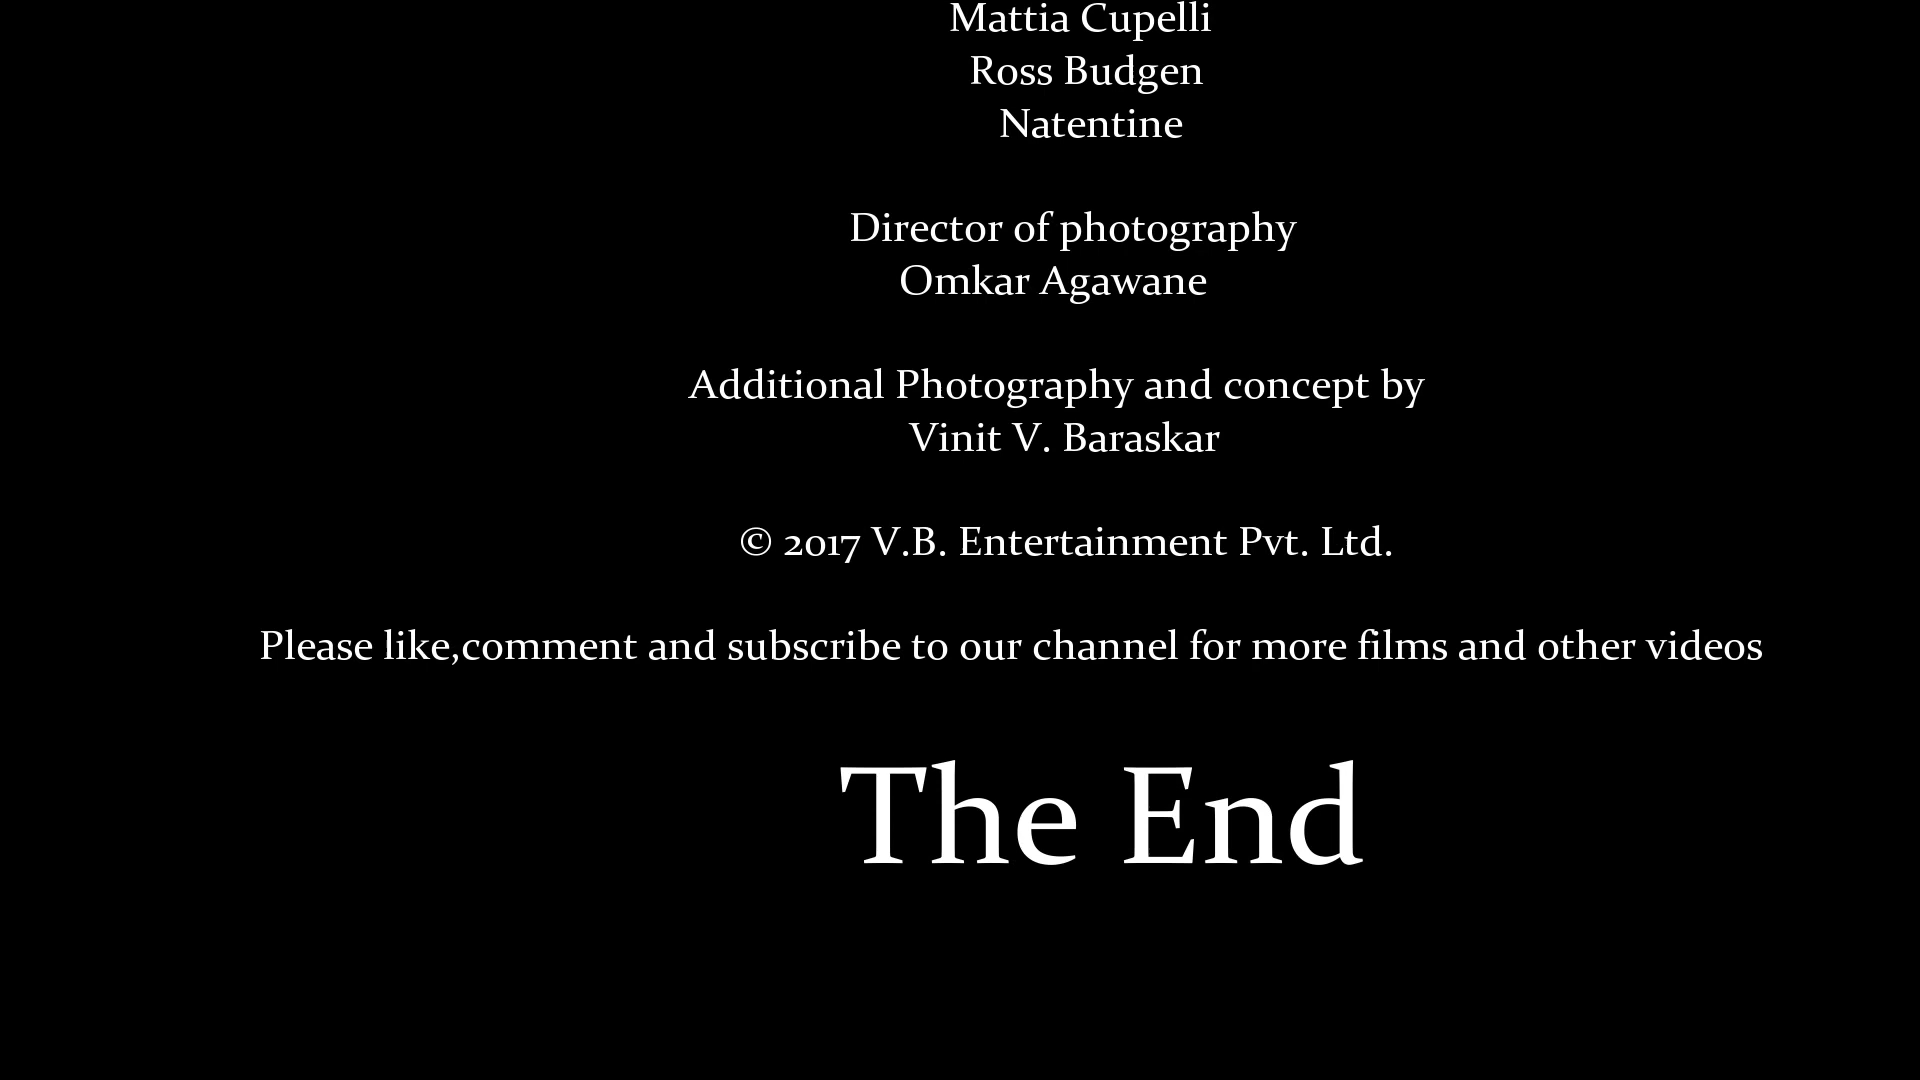 Mattia Cupelli
Ross Budgen
Natentine
Director of photography
Omkar Agawane
Additional Photography and concept by
Vinit V. Baraskar
© 2017 V.B. Entertainment Pvt. Ltd.
Please like,comment and subscribe to our channel for more films and other videos
The End